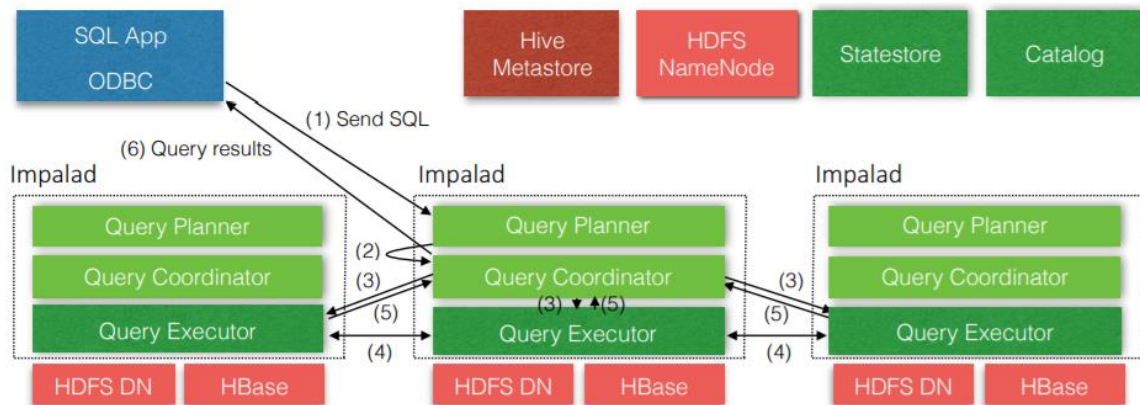 SQL App
ODBC
Hive
Metastore
HDFS
NameNode
Statestore
Catalog
(1) Send SQL
(6) Query results
Impalad
Impalad
Impalad
Query Planner
Query Planner
Query Planner
(2)
Query Coordinator
Query Coordinator
Query Coordinator
(3)
(3)
(5)
(3)
(5)
(5)
Query Executor
Query Executor
Query Executor
(4)
(4)
HDFS DN
HBase
HDFS DN
HBase
HDFS DN
HBase